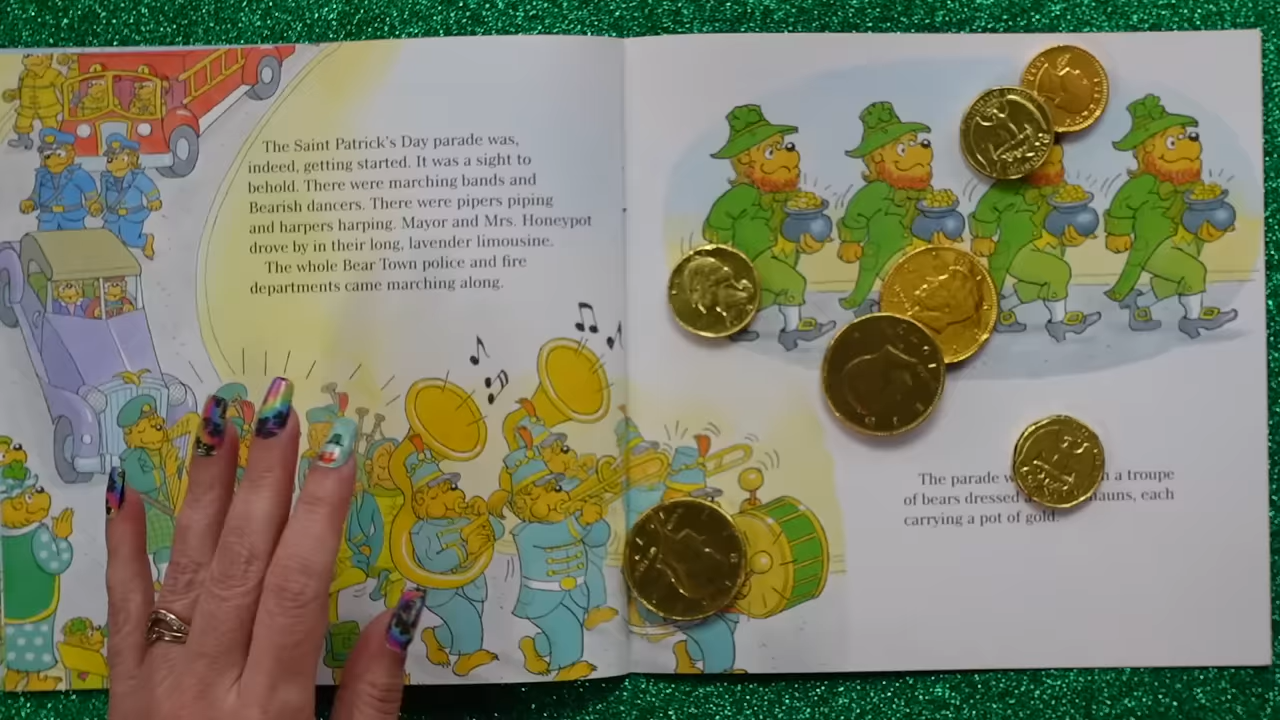 The Saint Patrick's Day parade was,
indeed, getting started. It was a sight to
behold. There were marching bands and
Bearish dancers. There were pipers piping
and harpers harping. Mayor and Mrs. Honeypot
drove by in their long, lavender limousine.
The whole Bear Town police and fire
departments came marching along.
The parade a troupe
of bears dressed each
carrying a pot of gold.